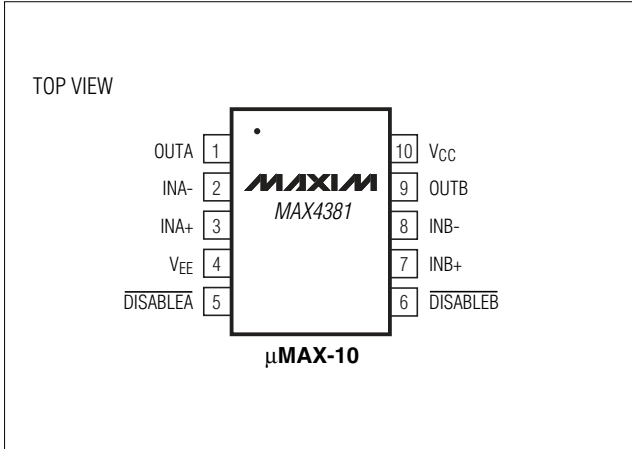 TOP VIEW
OUTA 1 10 VCC
INA- 2 MAXIM 9 OUTB
MAX4381
INA+ 3 8 INB-
VEE 4 7 INB+
DISABLEA 5 6 DISABLEB
µMAX-10